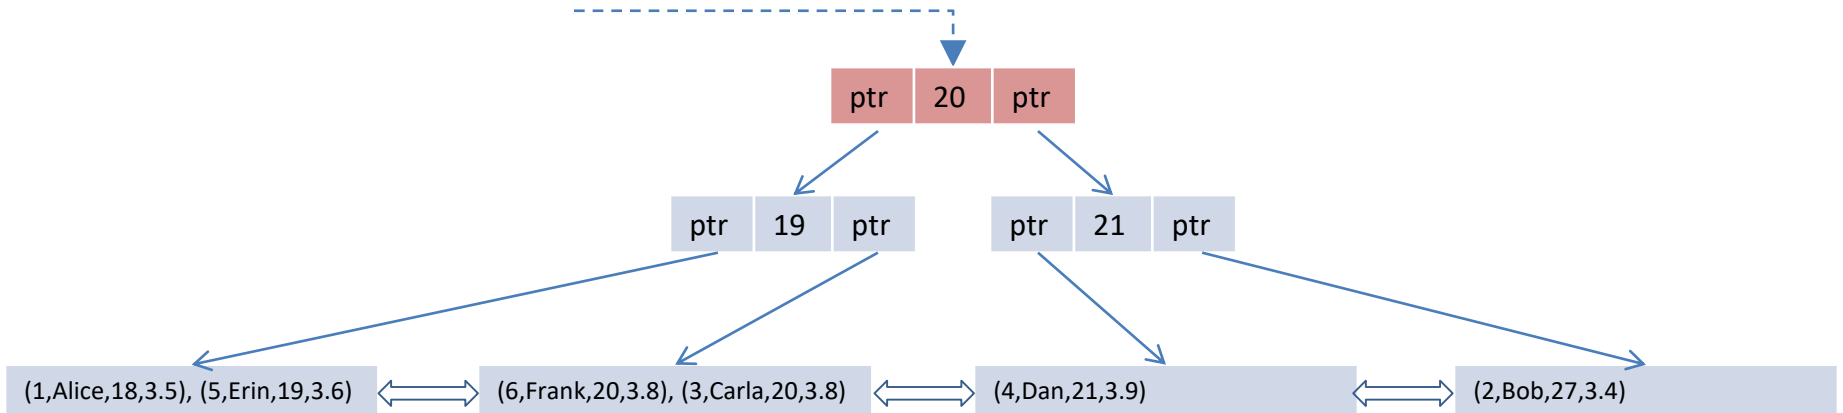 ptr 20 ptr
ptr 19 ptr ptr 21 ptr
(1,Alice,18,3.5), (5,Erin,19,3.6) (6,Frank,20,3.8), (3,Carla,20,3.8) (4,Dan,21,3.9) (2,Bob,27,3.4)